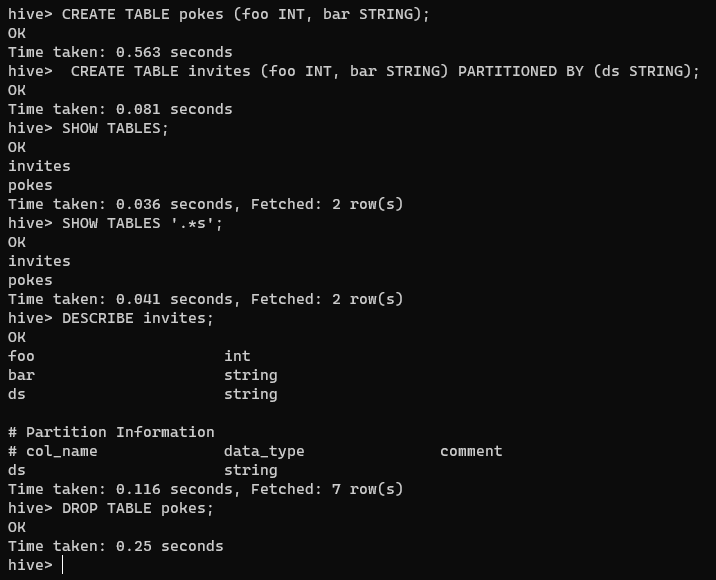 hive> CREATE TABLE pokes (foo INT, bar STRING);
OK
Time taken: 0.563 seconds
hive>  CREATE TABLE invites (foo INT, bar STRING) PARTITIONED BY (ds STRING);
OK
Time taken: 0.081 seconds
hive> SHOW TABLES;
OK
invites
pokes
Time taken: 0.036 seconds, Fetched: 2 row(s)
hive> SHOW TABLES '.*s';
OK
invites
pokes
Time taken: 0.041 seconds, Fetched: 2 row(s)
hive> DESCRIBE invites;
OK
foo                     int
bar                     string
ds                      string

# Partition Information
# col_name              data_type               comment
ds                      string
Time taken: 0.116 seconds, Fetched: 7 row(s)
hive> DROP TABLE pokes;
OK
Time taken: 0.25 seconds
hive>